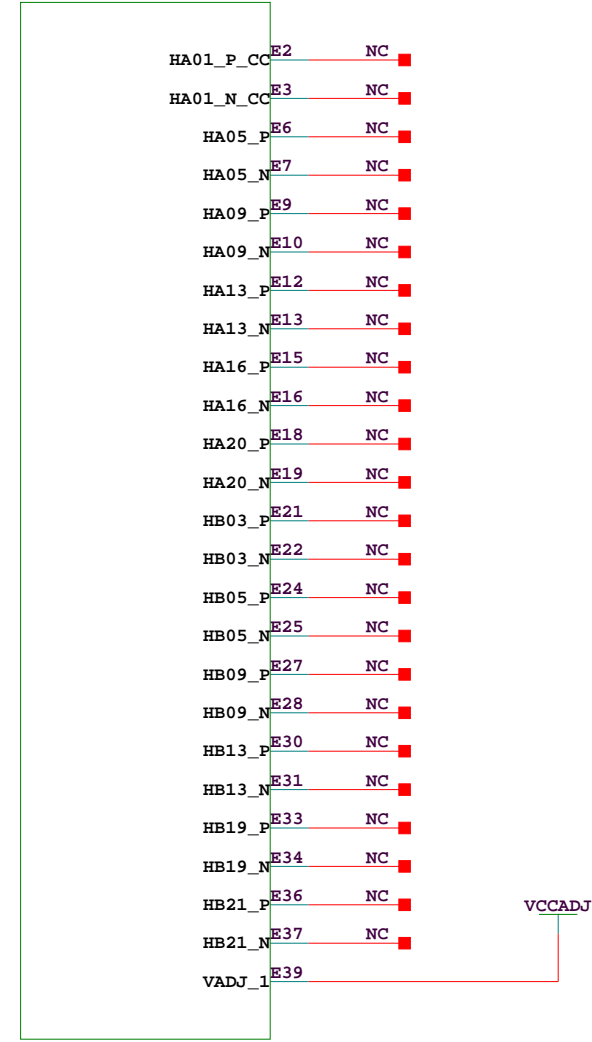 HA01_P_CC E2 NC
HA01_N_CC E3 NC
HA05_P E6 NC
HA05_N E7 NC
HA09_P E9 NC
HA09_N E10 NC
HA13_P E12 NC
HA13_N E13 NC
HA16_P E15 NC
HA16_N E16 NC
HA20_P E18 NC
HA20_N E19 NC
HB03_P E21 NC
HB03_N E22 NC
HB05_P E24 NC
HB05_N E25 NC
HB09_P E27 NC
HB09_N E28 NC
HB13_P E30 NC
HB13_N E31 NC
HB19_P E33 NC
HB19_N E34 NC
HB21_P E36 NC
VCCADJ
HB21_N E37 NC
VADJ_1 E39